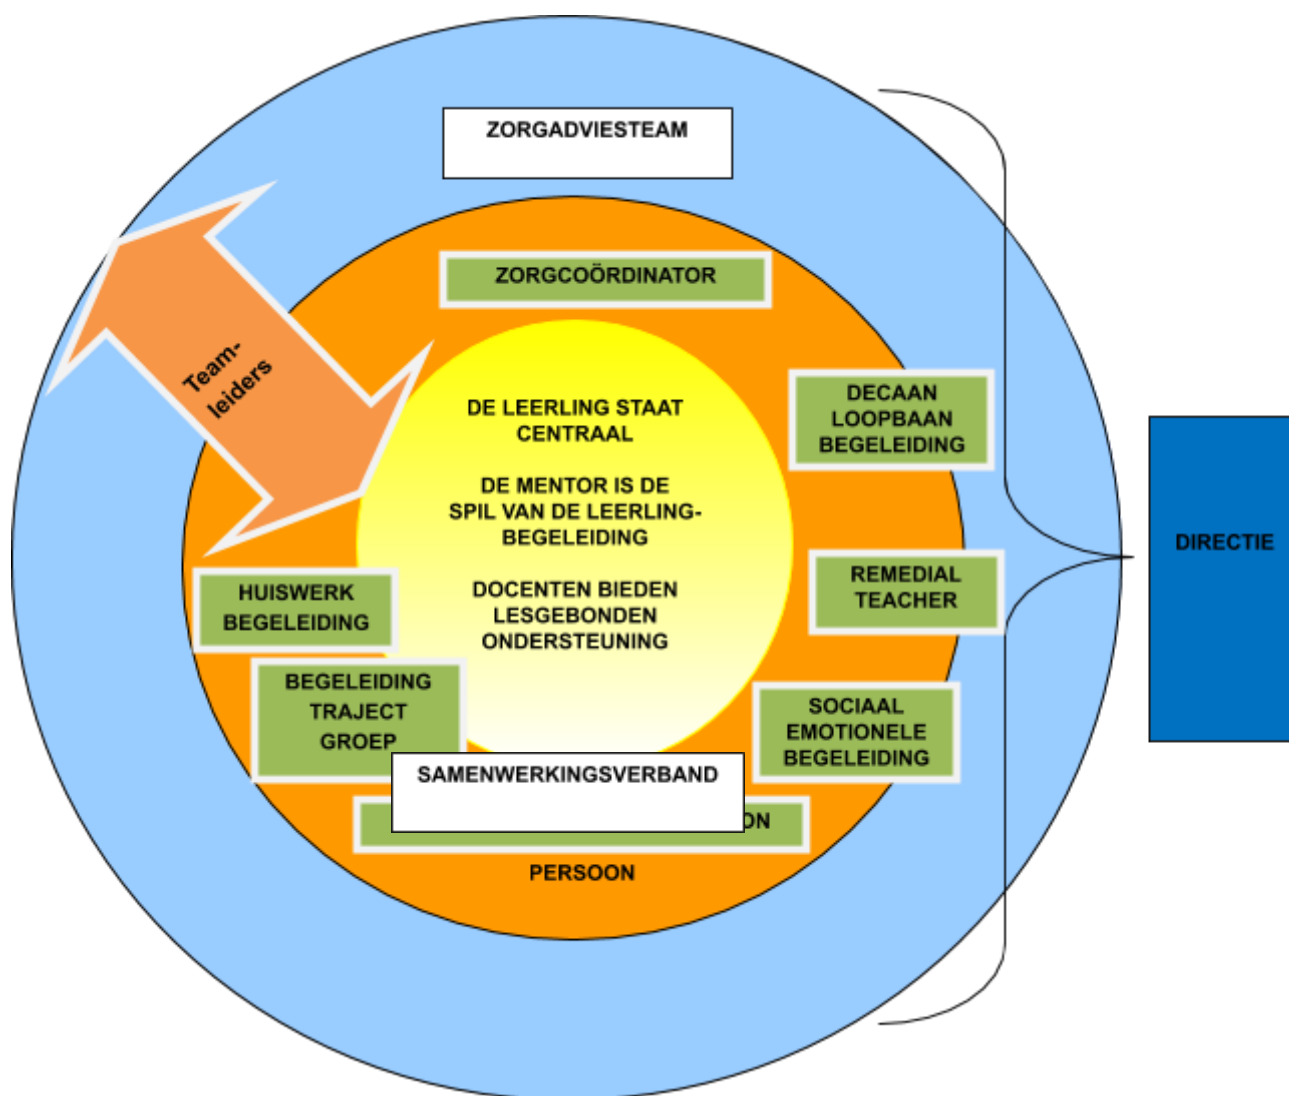 ZORGADVIESTEAM
ZORGCOÖRDINATOR
Team-
leiders
DE LEERLING STAAT
CENTRAAL
DE MENTOR IS DE
SPIL VAN DE LEERLING-
BEGELEIDING
DOCENTEN BIEDEN
LESGEBONDEN
ONDERSTEUNING
DECAAN
LOOPBAAN
BEGELEIDING
DIRECTIE
REMEDIAL
TEACHER
HUISWERK
BEGELEIDING
BEGELEIDING
TRAJECT
GROEP
SOCIAAL
EMOTIONELE
BEGELEIDING
SAMENWERKINGSVERBAND
PERSOON